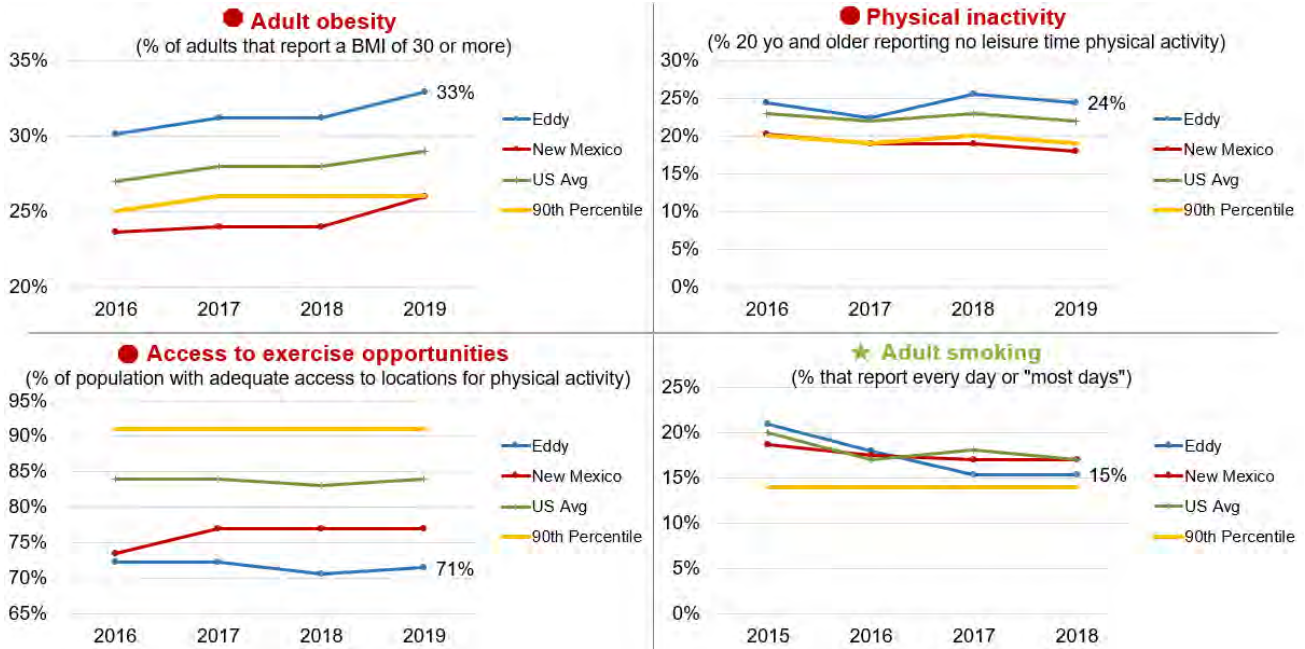 Adult obesity
(% of adults that report a BMI of 30 or more)
35%
30%
25%
20%
33%
Eddy
New Mexico
US Avg
90th Percentile
2016 2017 2018 2019
Physical inactivity
(% 20 yo and older reporting no leisure time physical activity)
30%
25%
20%
15%
10%
5%
0%
24%
Eddy
New Mexico
US Avg
90th Percentile
2016 2017 2018 2019
Access to exercise opportunities
(% of population with adequate access to locations for physical activity)
95%
90%
85%
80%
75%
70%
65%
71%
Eddy
New Mexico
US Avg
90th Percentile
2016 2017 2018 2019
Adult smoking
(% that report every day or "most days")
25%
20%
15%
10%
5%
0%
15%
Eddy
New Mexico
US Avg
90th Percentile
2015 2016 2017 2018